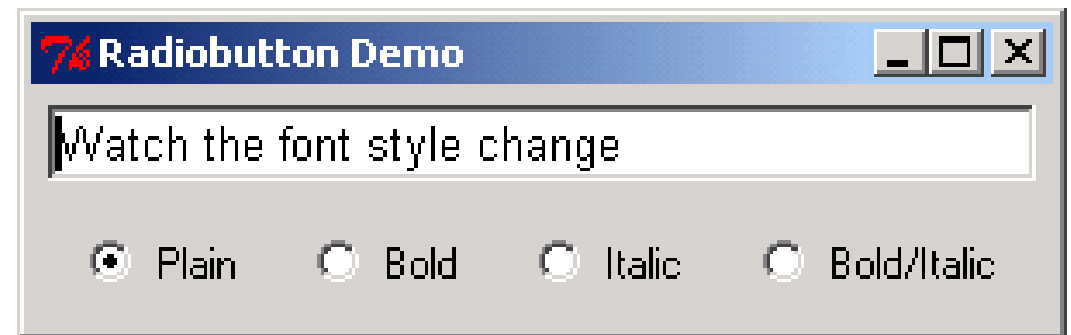 Radiobutton Demo
Watch the font style change
Plain Bold Italic Bold/Italic